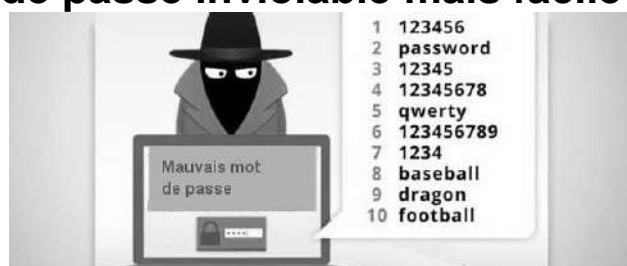 de passe inviolable mais facile
1 123456
2 password
3 12345
4 12345678
5 qwerty
6 123456789
7 1234
8 baseball
9 dragon
10 football
Mauvais mot
de passe